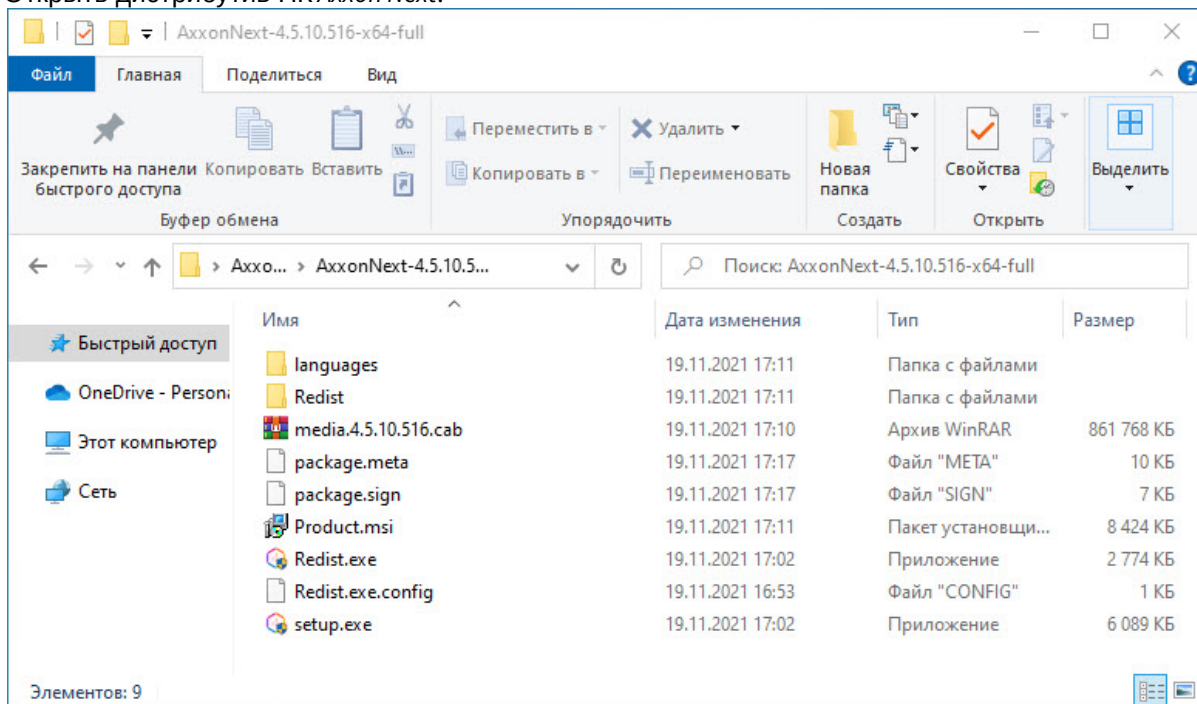 Открыть дистрибутив ПК Axxon Next.
AxxonNext-4.5.10.516-x64-full
Файл Главная Поделиться Вид
Закрепить на панели быстрого доступа
Копировать
Вставить
Буфер обмена
Переместить в
Копировать в
Удалить
Переименовать
Упорядочить
Новая папка
Создать
Свойства
Открыть
Выделить
Axxo... › AxxonNext-4.5.10.5...
Поиск: AxxonNext-4.5.10.516-x64-full
Быстрый доступ
OneDrive - Person
Этот компьютер
Сеть
Имя Дата изменения Тип Размер
languages 19.11.2021 17:11 Папка с файлами
Redist 19.11.2021 17:11 Папка с файлами
media.4.5.10.516.cab 19.11.2021 17:10 Архив WinRAR 861 768 КБ
package.meta 19.11.2021 17:17 Файл "META" 10 КБ
package.sign 19.11.2021 17:17 Файл "SIGN" 7 КБ
Product.msi 19.11.2021 17:11 Пакет установщи... 8 424 КБ
Redist.exe 19.11.2021 17:02 Приложение 2 774 КБ
Redist.exe.config 19.11.2021 16:53 Файл "CONFIG" 1 КБ
setup.exe 19.11.2021 17:02 Приложение 6 089 КБ
Элементов: 9